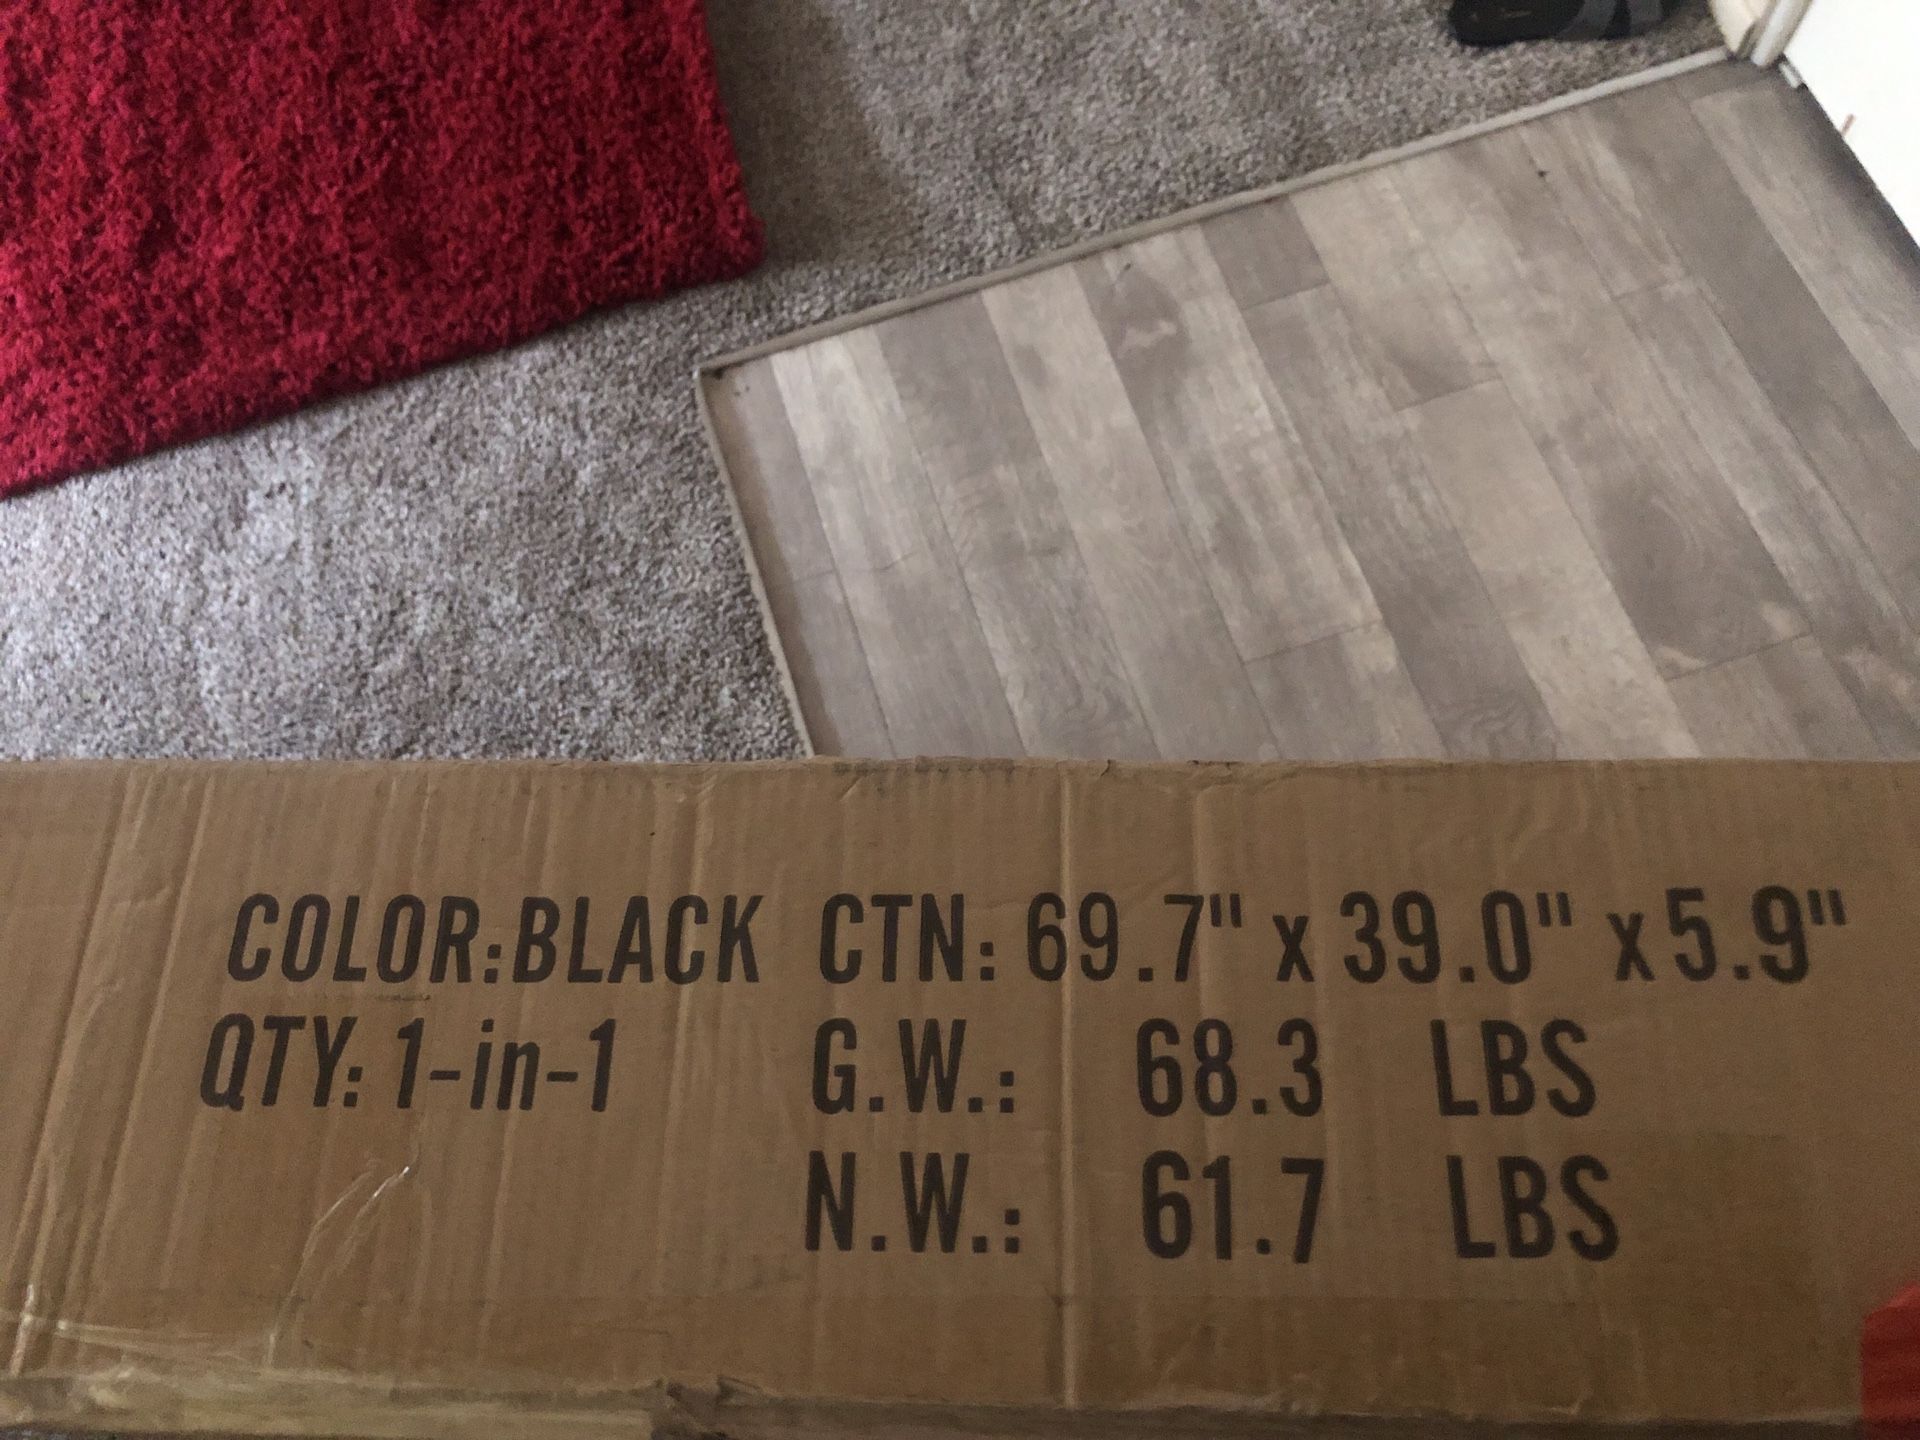 COLOR:BLACK CTN: 69.7" x 39.0" x 5.9"
QTY: 1-in-1 G.W.: 68.3 LBS
N.W.: 61.7 LBS